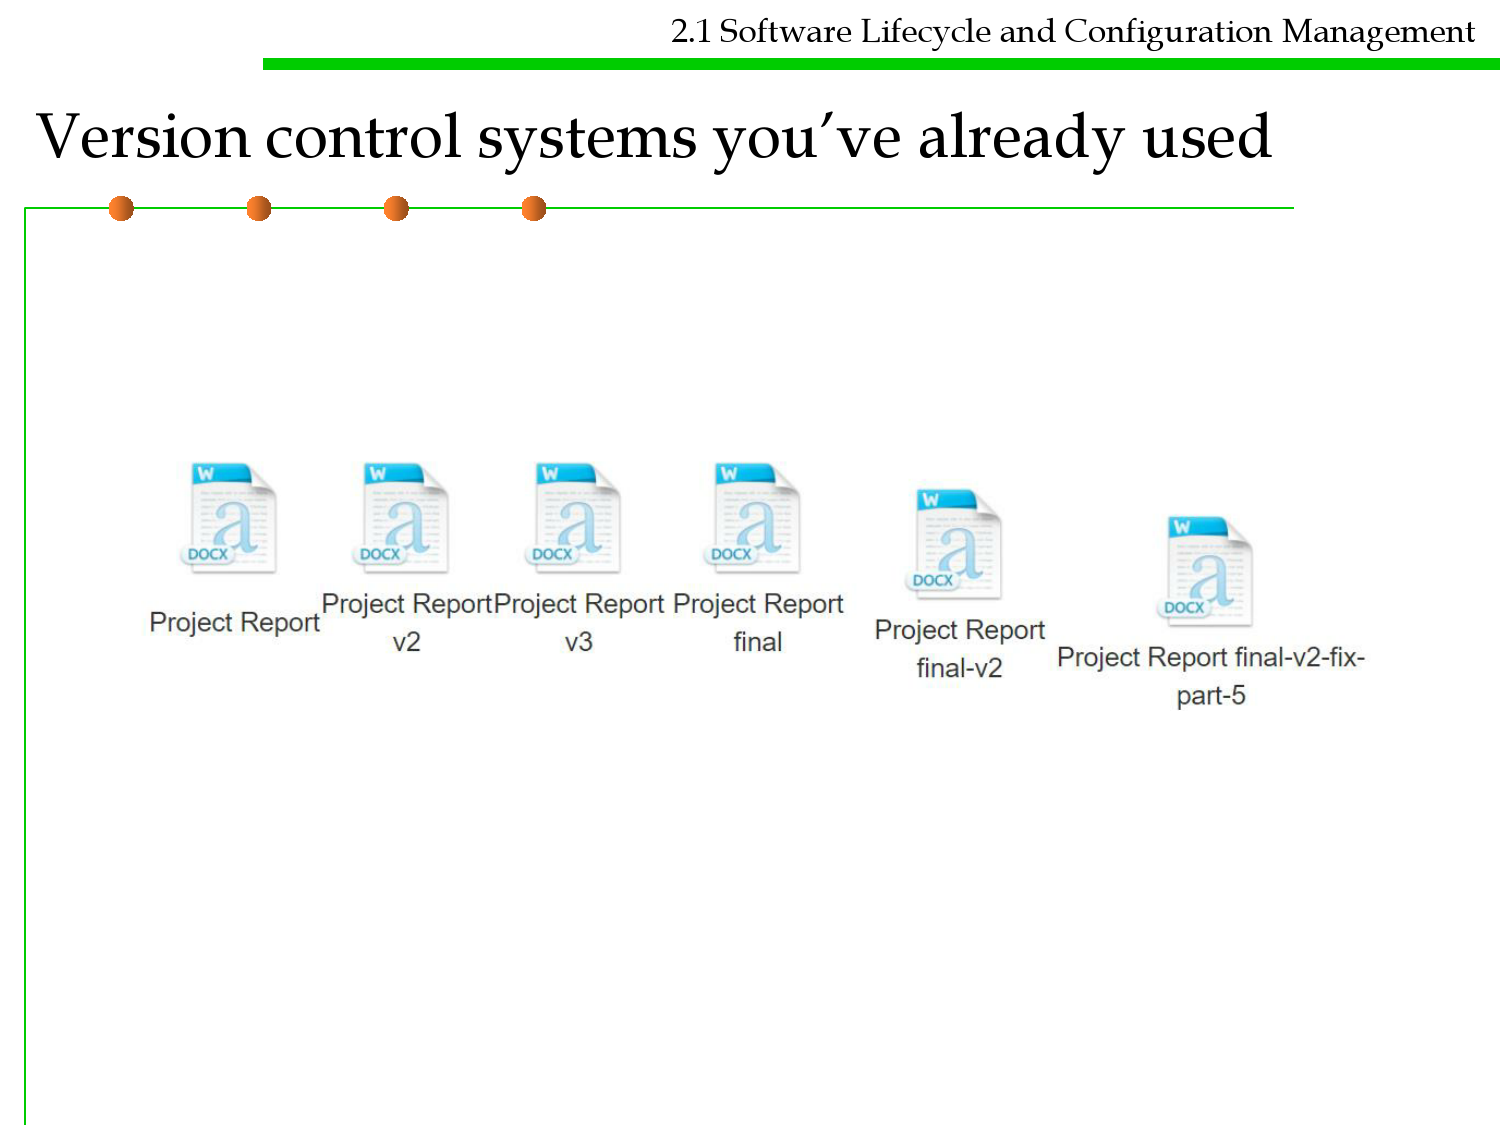 2.1 Software Lifecycle and Configuration Management
Version control systems you’ve already used
W
DOCX
Project Report
W
DOCX
Project Report
v2
W
DOCX
Project Report
v3
W
DOCX
Project Report
final
W
DOCX
Project Report
final-v2
W
DOCX
Project Report final-v2-fix-
part-5